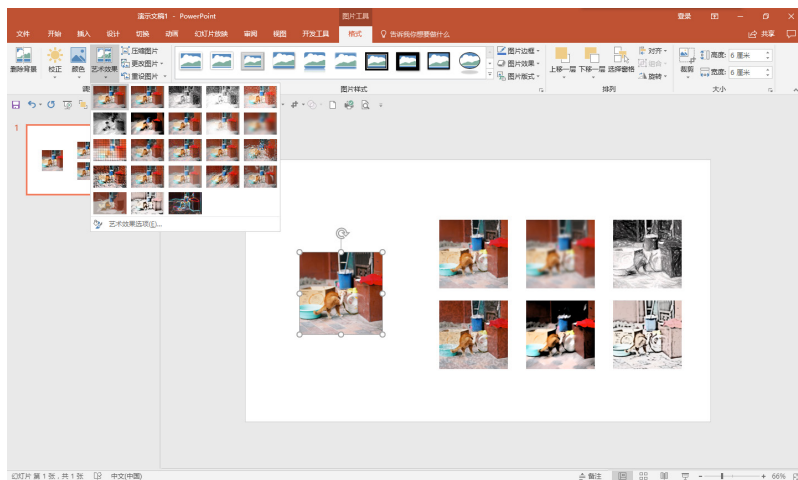 演示文稿1 - PowerPoint
图片工具
登录
文件 开始 插入 设计 切换 动画 幻灯片放映 审阅 视图 开发工具 格式 告诉我你想要做什么
共享
删除背景 校正 颜色 艺术效果
压缩图片
更改图片
重设图片
图片边框
图片效果
图片版式
上移一层 下移一层 选择窗格
对齐
组合
旋转
裁剪
高度: 6 厘米
宽度: 6 厘米
调
图片样式
排列
大小
1
艺术效果选项(E)...
幻灯片 第 1 张，共 1 张 中文(中国)
备注
66%